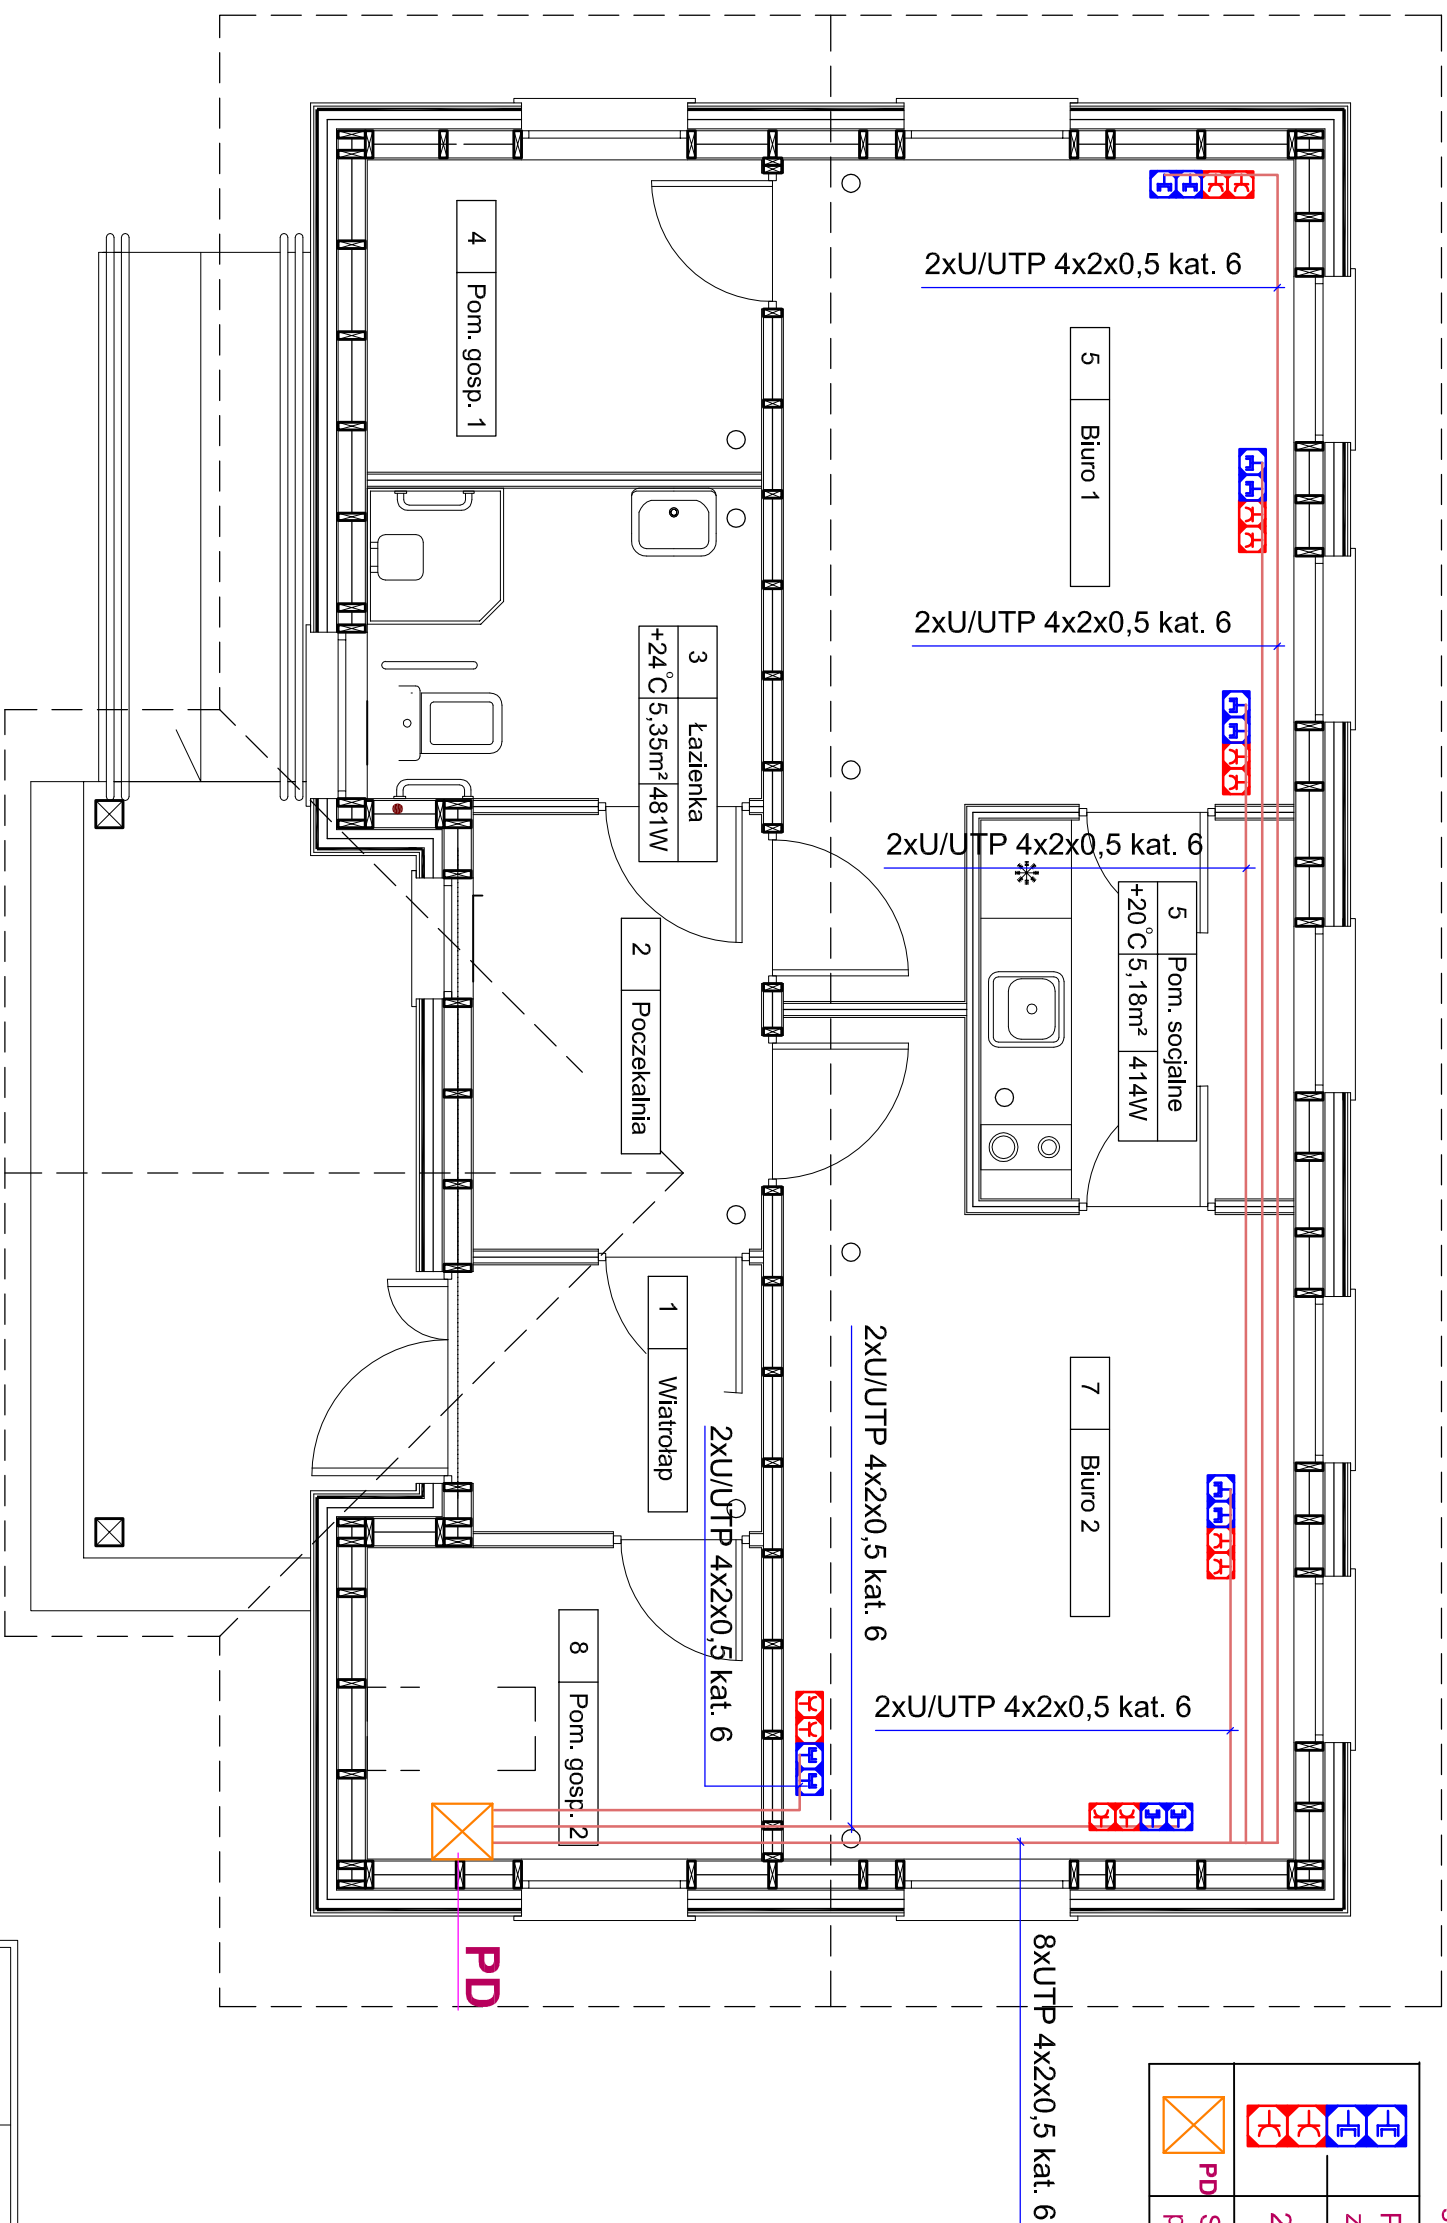 2xU/UTP 4x2x0,5 kat. 6
5 Biuro 1
4 Pom. gosp. 1
2xU/UTP 4x2x0,5 kat. 6
3 Łazienka
+24°C 5,35m² 481W
2xU/UTP 4x2x0,5 kat. 6
5 Pom. socjalne
+20°C 5,18m² 414W
2 Poczekalnia
1 Wiatrołap
2xU/UTP 4x2x0,5 kat. 6
2xU/UTP 4x2x0,5 kat. 6
7 Biuro 2
8 Pom. gosp. 2
2xU/UTP 4x2x0,5 kat. 6
PD
8xUTP 4x2x0,5 kat. 6
PD